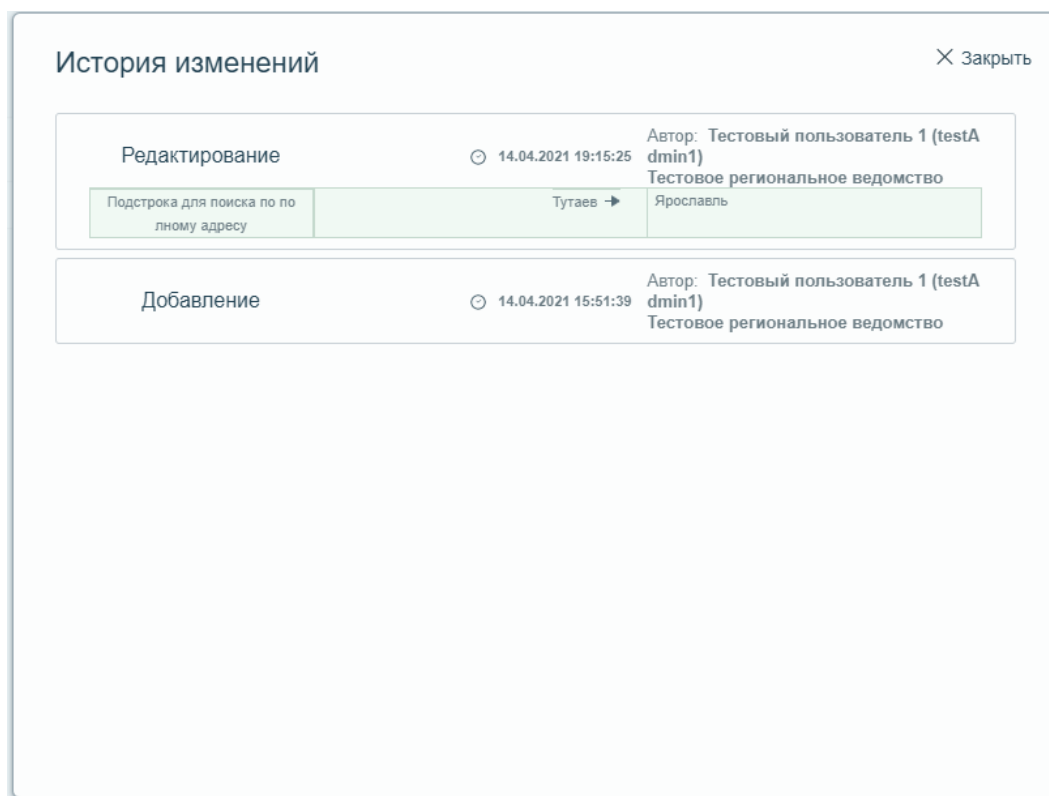 История изменений
Закрыть
Редактирование
14.04.2021 19:15:25
Автор: Тестовый пользователь 1 (testA
dmin1)
Тестовое региональное ведомство
Подстрока для поиска по по
лному адресу
Тутаев →
Ярославль
Добавление
14.04.2021 15:51:39
Автор: Тестовый пользователь 1 (testA
dmin1)
Тестовое региональное ведомство